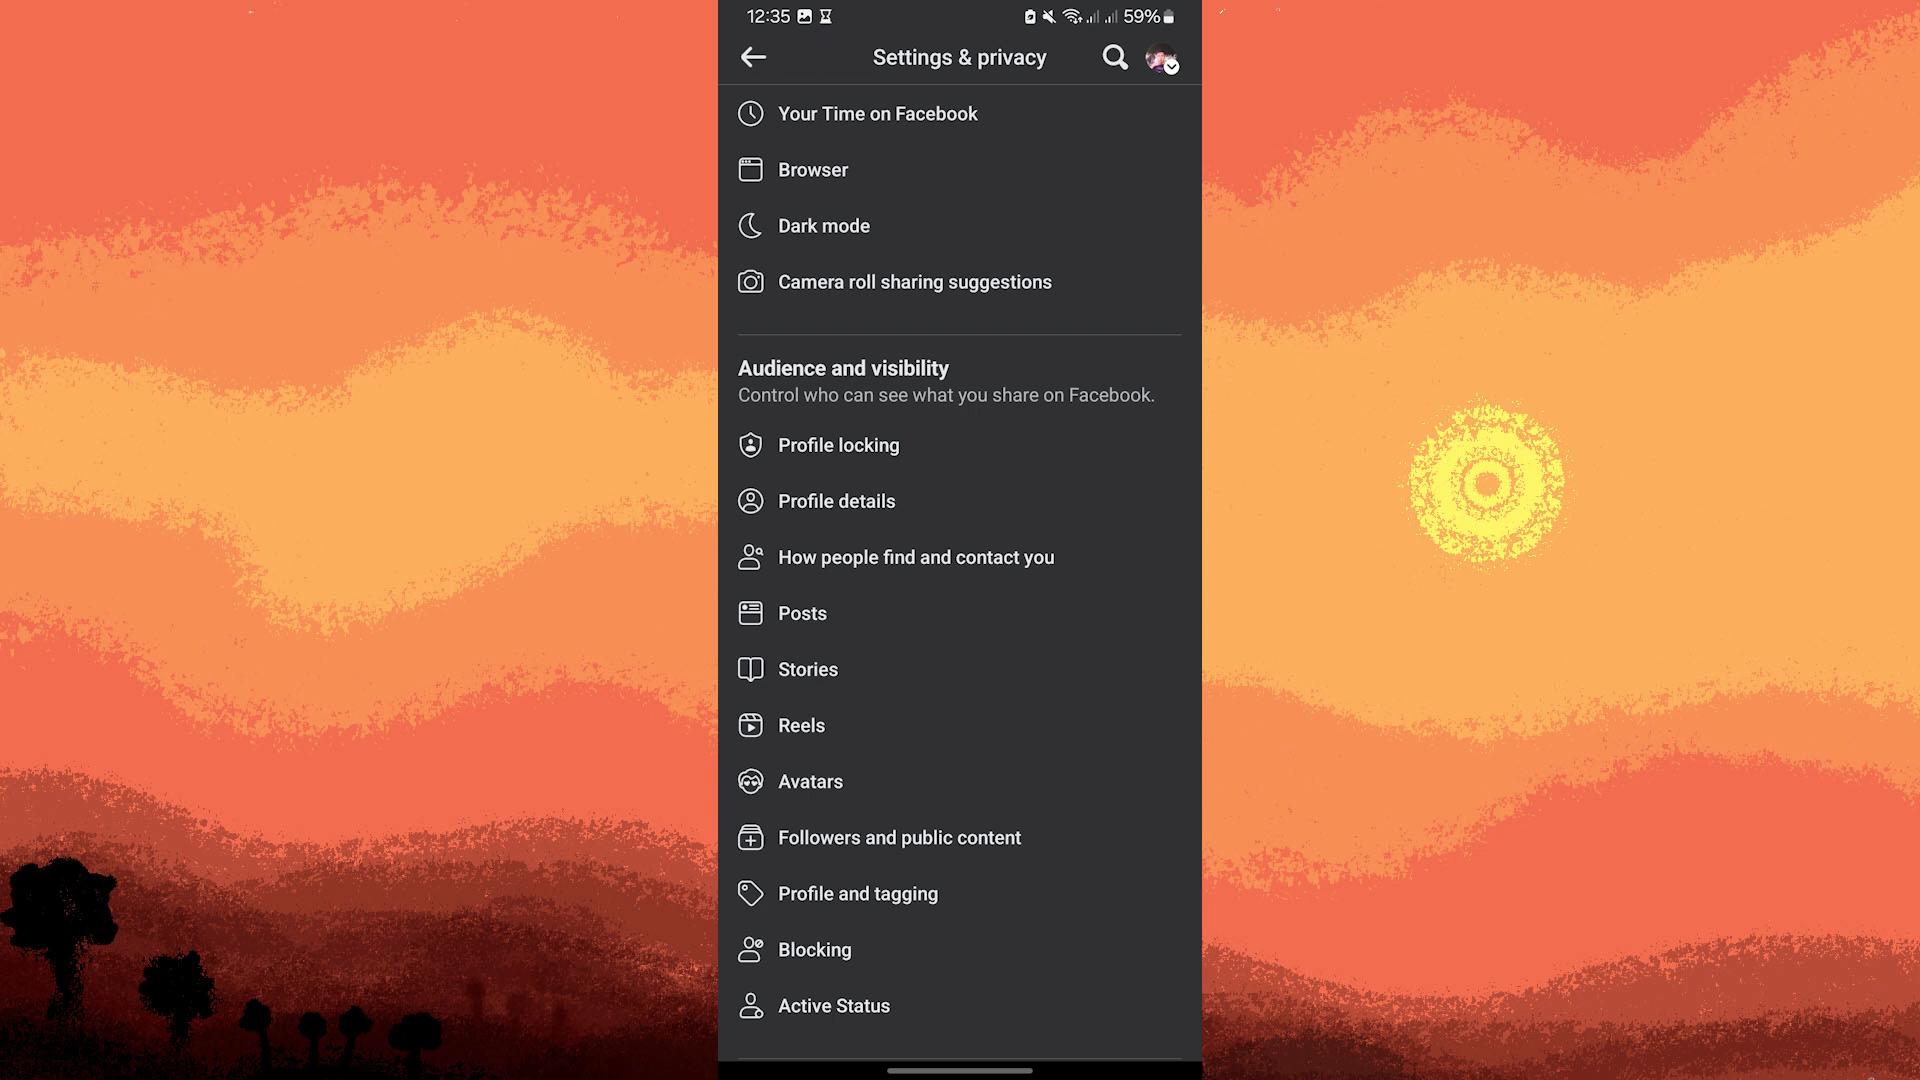 12:35
59%
Settings & privacy
Your Time on Facebook
Browser
Dark mode
Camera roll sharing suggestions
Audience and visibility
Control who can see what you share on Facebook.
Profile locking
Profile details
How people find and contact you
Posts
Stories
Reels
Avatars
Followers and public content
Profile and tagging
Blocking
Active Status